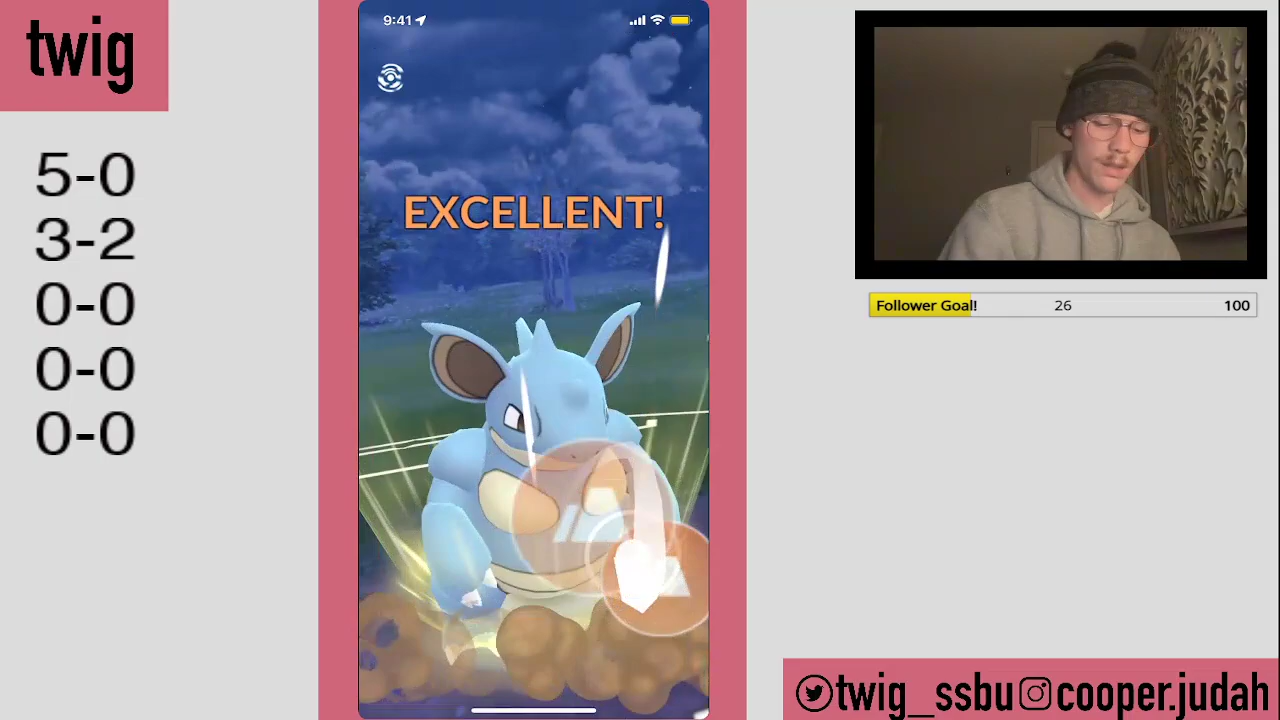 twig
5-0
3-2
0-0
0-0
0-0
9:41
EXCELLENT!
Follower Goal! 26 100
twig_ssbu cooper.judah